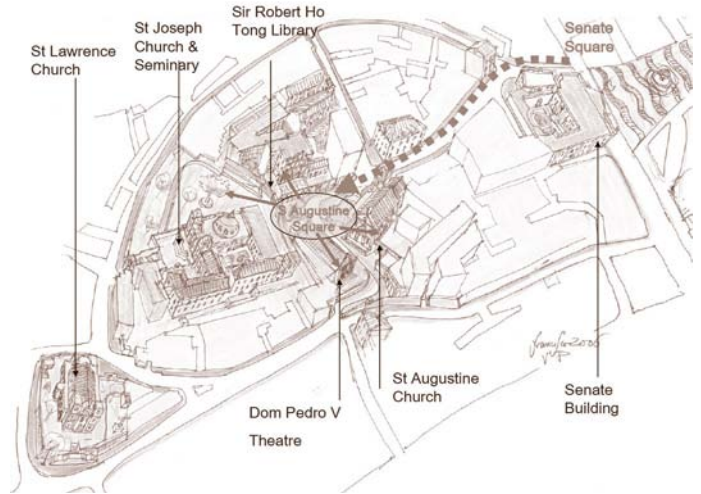 Sir Robert Ho
Tong Library
St Joseph
Church &
Seminary
St Lawrence
Church
Senate
Square
S Augustine
Square
St Augustine
Church
Dom Pedro V
Theatre
Senate
Building